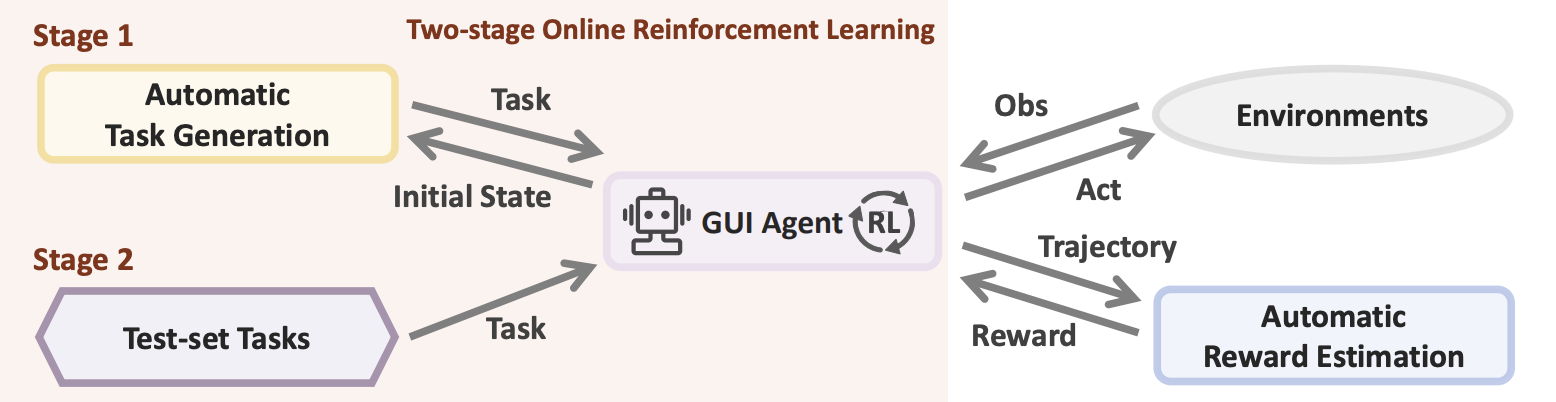 Two-stage Online Reinforcement Learning
Stage 1
Automatic
Task Generation
Task
Initial State
Stage 2
Test-set Tasks
Task
GUI Agent
RL
Obs
Act
Environments
Trajectory
Reward
Automatic
Reward Estimation